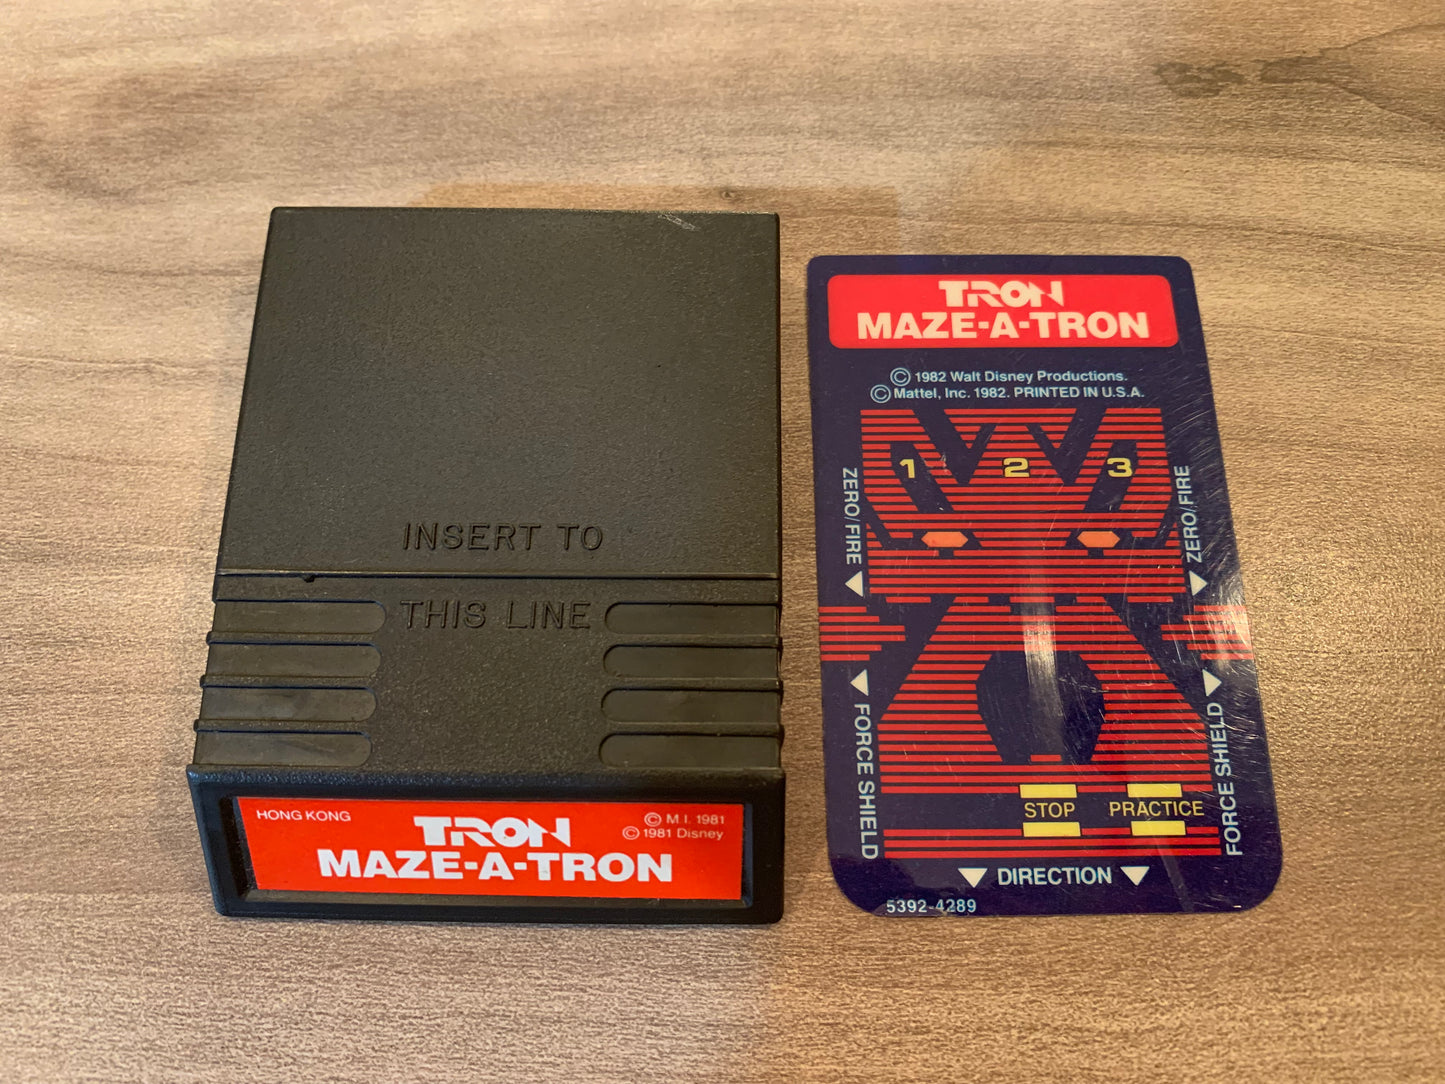 INSERT TO
THIS LINE
HONG KONG
© M.I. 1981
© 1981 Disney
TRON
MAZE-A-TRON
TRON
MAZE-A-TRON
© 1982 Walt Disney Productions.
© Mattel, Inc. 1982. PRINTED IN U.S.A.
1 2 3
ZERO/FIRE
ZERO/FIRE
FORCE SHIELD
FORCE SHIELD
STOP PRACTICE
DIRECTION
5392-4289